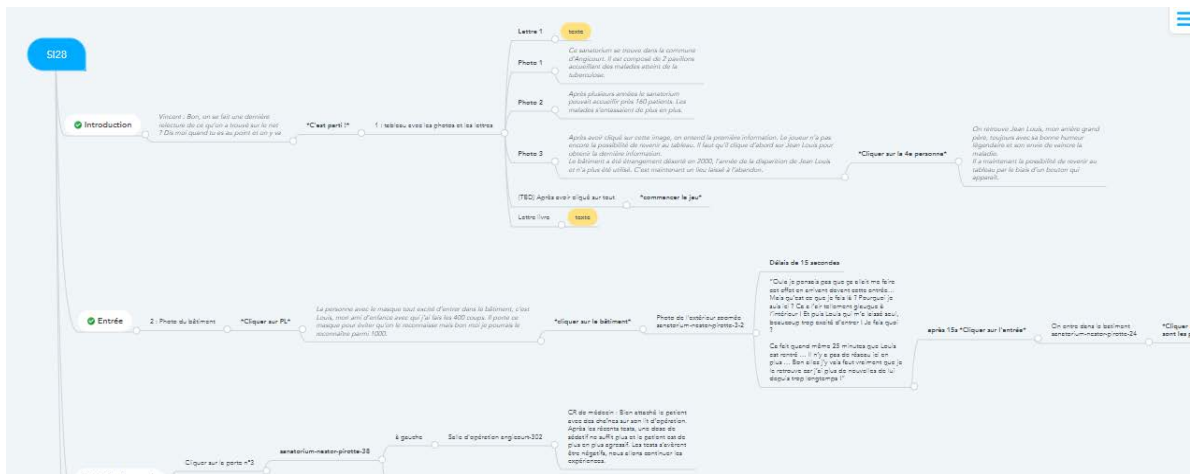 SI28
Introduction
Vincent : Bon, on se fait une dernière
relecture de ce qu'on a trouvé sur le net
? Dis moi quand tu es au point et on y va
*C'est parti !*
1 : tableau avec les photos et les lettres
Lettre 1
texte
Photo 1
Ce sanatorium se trouve dans la commune
d'Angicourt. Il est composé de 2 pavillons
accueillant des malades atteint de la
tuberculose.
Photo 2
Après plusieurs années le sanatorium
pouvait accueillir près 160 patients. Les
malades s'entassaient de plus en plus.
Photo 3
Après avoir cliqué sur cette image, on entend la première information. Le joueur n'a pas
encore la possibilité de revenir au tableau. Il faut qu'il clique d'abord sur Jean Louis pour
obtenir la dernière information.
Le bâtiment a été étrangement déserté en 2000, l'année de la disparition de Jean Louis
et n'a plus été utilisé. C'est maintenant un lieu laissé à l'abandon.
*Cliquer sur le 4e personne*
On retrouve Jean Louis, mon arrière grand
père, toujours avec sa bonne humeur
légendaire et son envie de vaincre la
maladie.
Il a maintenant la possibilité de revenir au
tableau par le biais d'un bouton qui
apparait.
(TBD) Après avoir cliqué sur tout
*commencer le jeu*
Lettre livre
texte
Entrée
2 : Photo du bâtiment
*Cliquer sur PL*
La personne avec le masque tout excité d'entrer dans le bâtiment, c'est
Louis, mon ami d'enfance avec qui j'ai fais les 400 coups. Il porte ce
masque pour éviter qu'on le reconnaisse mais bon moi je pourrais le
reconnaître parmi 1000.
*cliquer sur le bâtiment*
Photo de l'extérieur zoomée
sanatorium-nestor-pirotte-3-2
Délais de 15 secondes
"Ouis je pensais pas que ça allait me faire
cet effet en arrivant devant cette entrée...
Mais qu'est ce que je fais là ? Pourquoi je
suis ici ? Ca a l'air tellement glauque à
l'intérieur ! Et puis Louis qui m'a laissé seul,
beaucoup trop excité d'entrer ! Je fais quoi
?
Ca fait quand même 25 minutes que Louis
est rentré ... Il n'y a pas de réseau ici en
plus ... Bon allez j'y vais faut vraiment que je
le retrouve car j'ai plus de nouvelles de lui
depuis trop longtemps !"
après 15s *Cliquer sur l'entrée*
On entre dans le batiment
sanatorium-nestor-pirotte-24
*Cliquer
sont les p
Cliquer sur le porte n°3
sanatorium-nestor-pirotte-28
à gauche
Salle d'opération angicourt-302
CR de médecin : Bien attaché le patient
avec des chaînes sur son lit d'opération.
Après les récents tests, une dose de
sédatif ne suffit plus et le patient est de
plus en plus agressif. Les tests s'avèrent
être négatifs, nous allons continuer les
expériences.